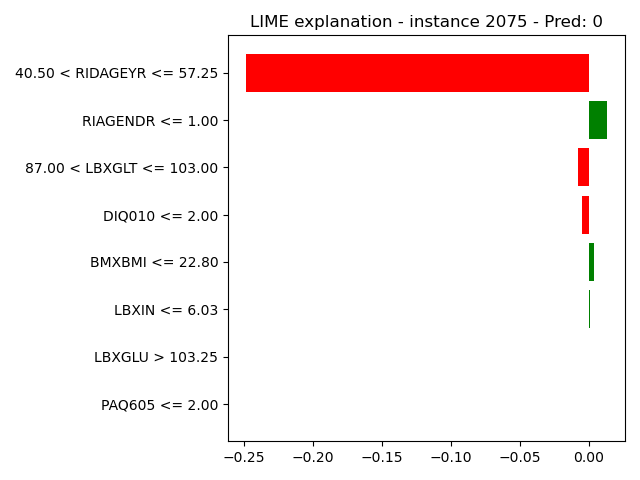 LIME explanation - instance 2075 - Pred: 0
40.50 < RIDAGEYR <= 57.25
RIAGENDR <= 1.00
87.00 < LBXGLT <= 103.00
DIQ010 <= 2.00
BMXBMI <= 22.80
LBXIN <= 6.03
LBXGLU > 103.25
PAQ605 <= 2.00
−0.25 −0.20 −0.15 −0.10 −0.05 0.00